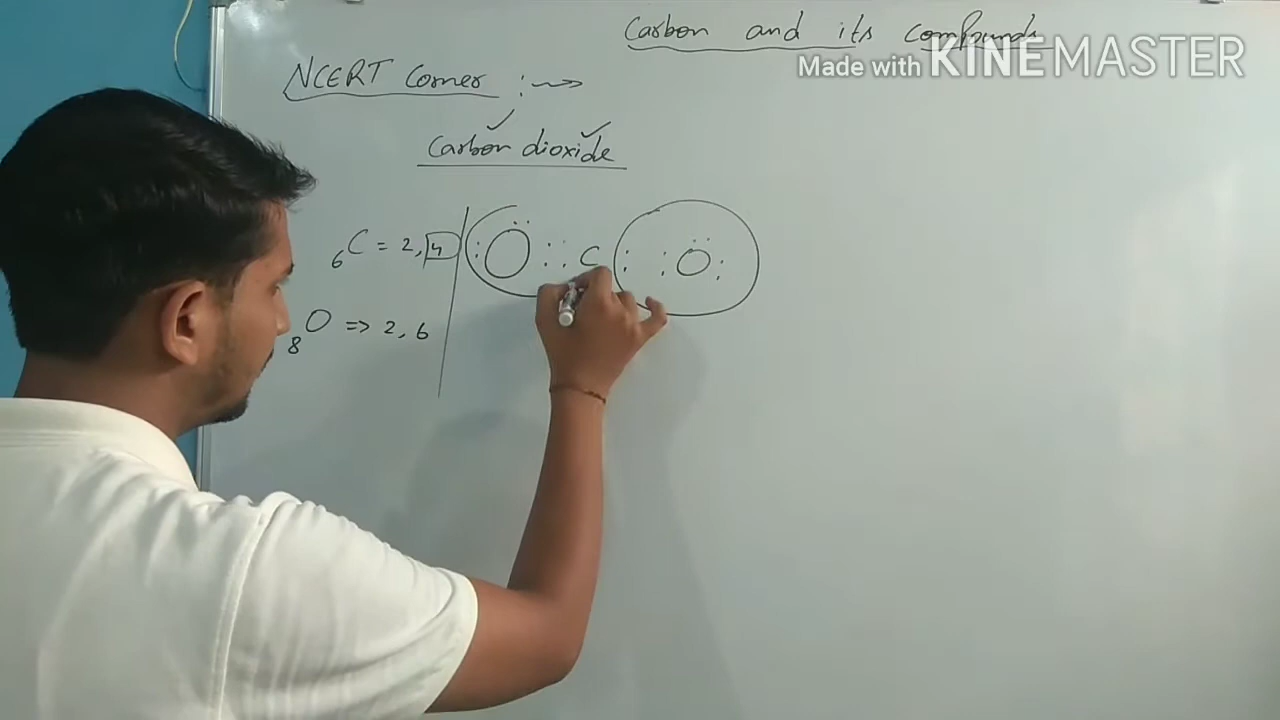 Carbon and its compounds
Made with KINEMASTER
NCERT Corner :
Carbon dioxide
6C = 2, 4
O C O
8O => 2, 6